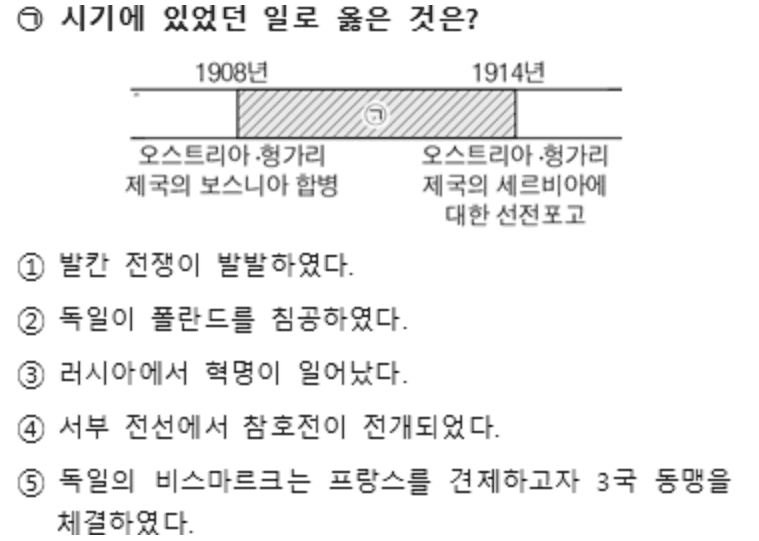 ㉠ 시기에 있었던 일로 옳은 것은?
1908년 1914년
㉠
오스트리아·헝가리 오스트리아·헝가리
제국의 보스니아 합병 제국의 세르비아에
대한 선전포고
① 발칸 전쟁이 발발하였다.
② 독일이 폴란드를 침공하였다.
③ 러시아에서 혁명이 일어났다.
④ 서부 전선에서 참호전이 전개되었다.
⑤ 독일의 비스마르크는 프랑스를 견제하고자 3국 동맹을
체결하였다.